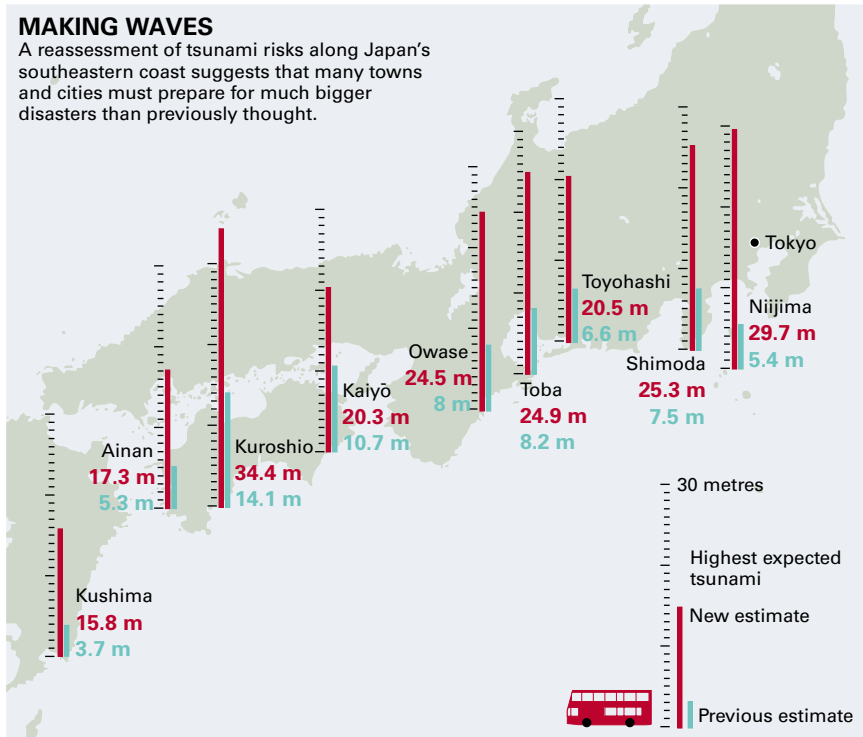 MAKING WAVES
A reassessment of tsunami risks along Japan's
southeastern coast suggests that many towns
and cities must prepare for much bigger
disasters than previously thought.
Tokyo
Toyohashi
20.5 m
6.6 m
Niijima
29.7 m
5.4 m
Owase
24.5 m
8 m
Shimoda
25.3 m
7.5 m
Kaiyō
20.3 m
10.7 m
Toba
24.9 m
8.2 m
Ainan
17.3 m
5.3 m
Kuroshio
34.4 m
14.1 m
Kushima
15.8 m
3.7 m
30 metres
Highest expected
tsunami
New estimate
Previous estimate